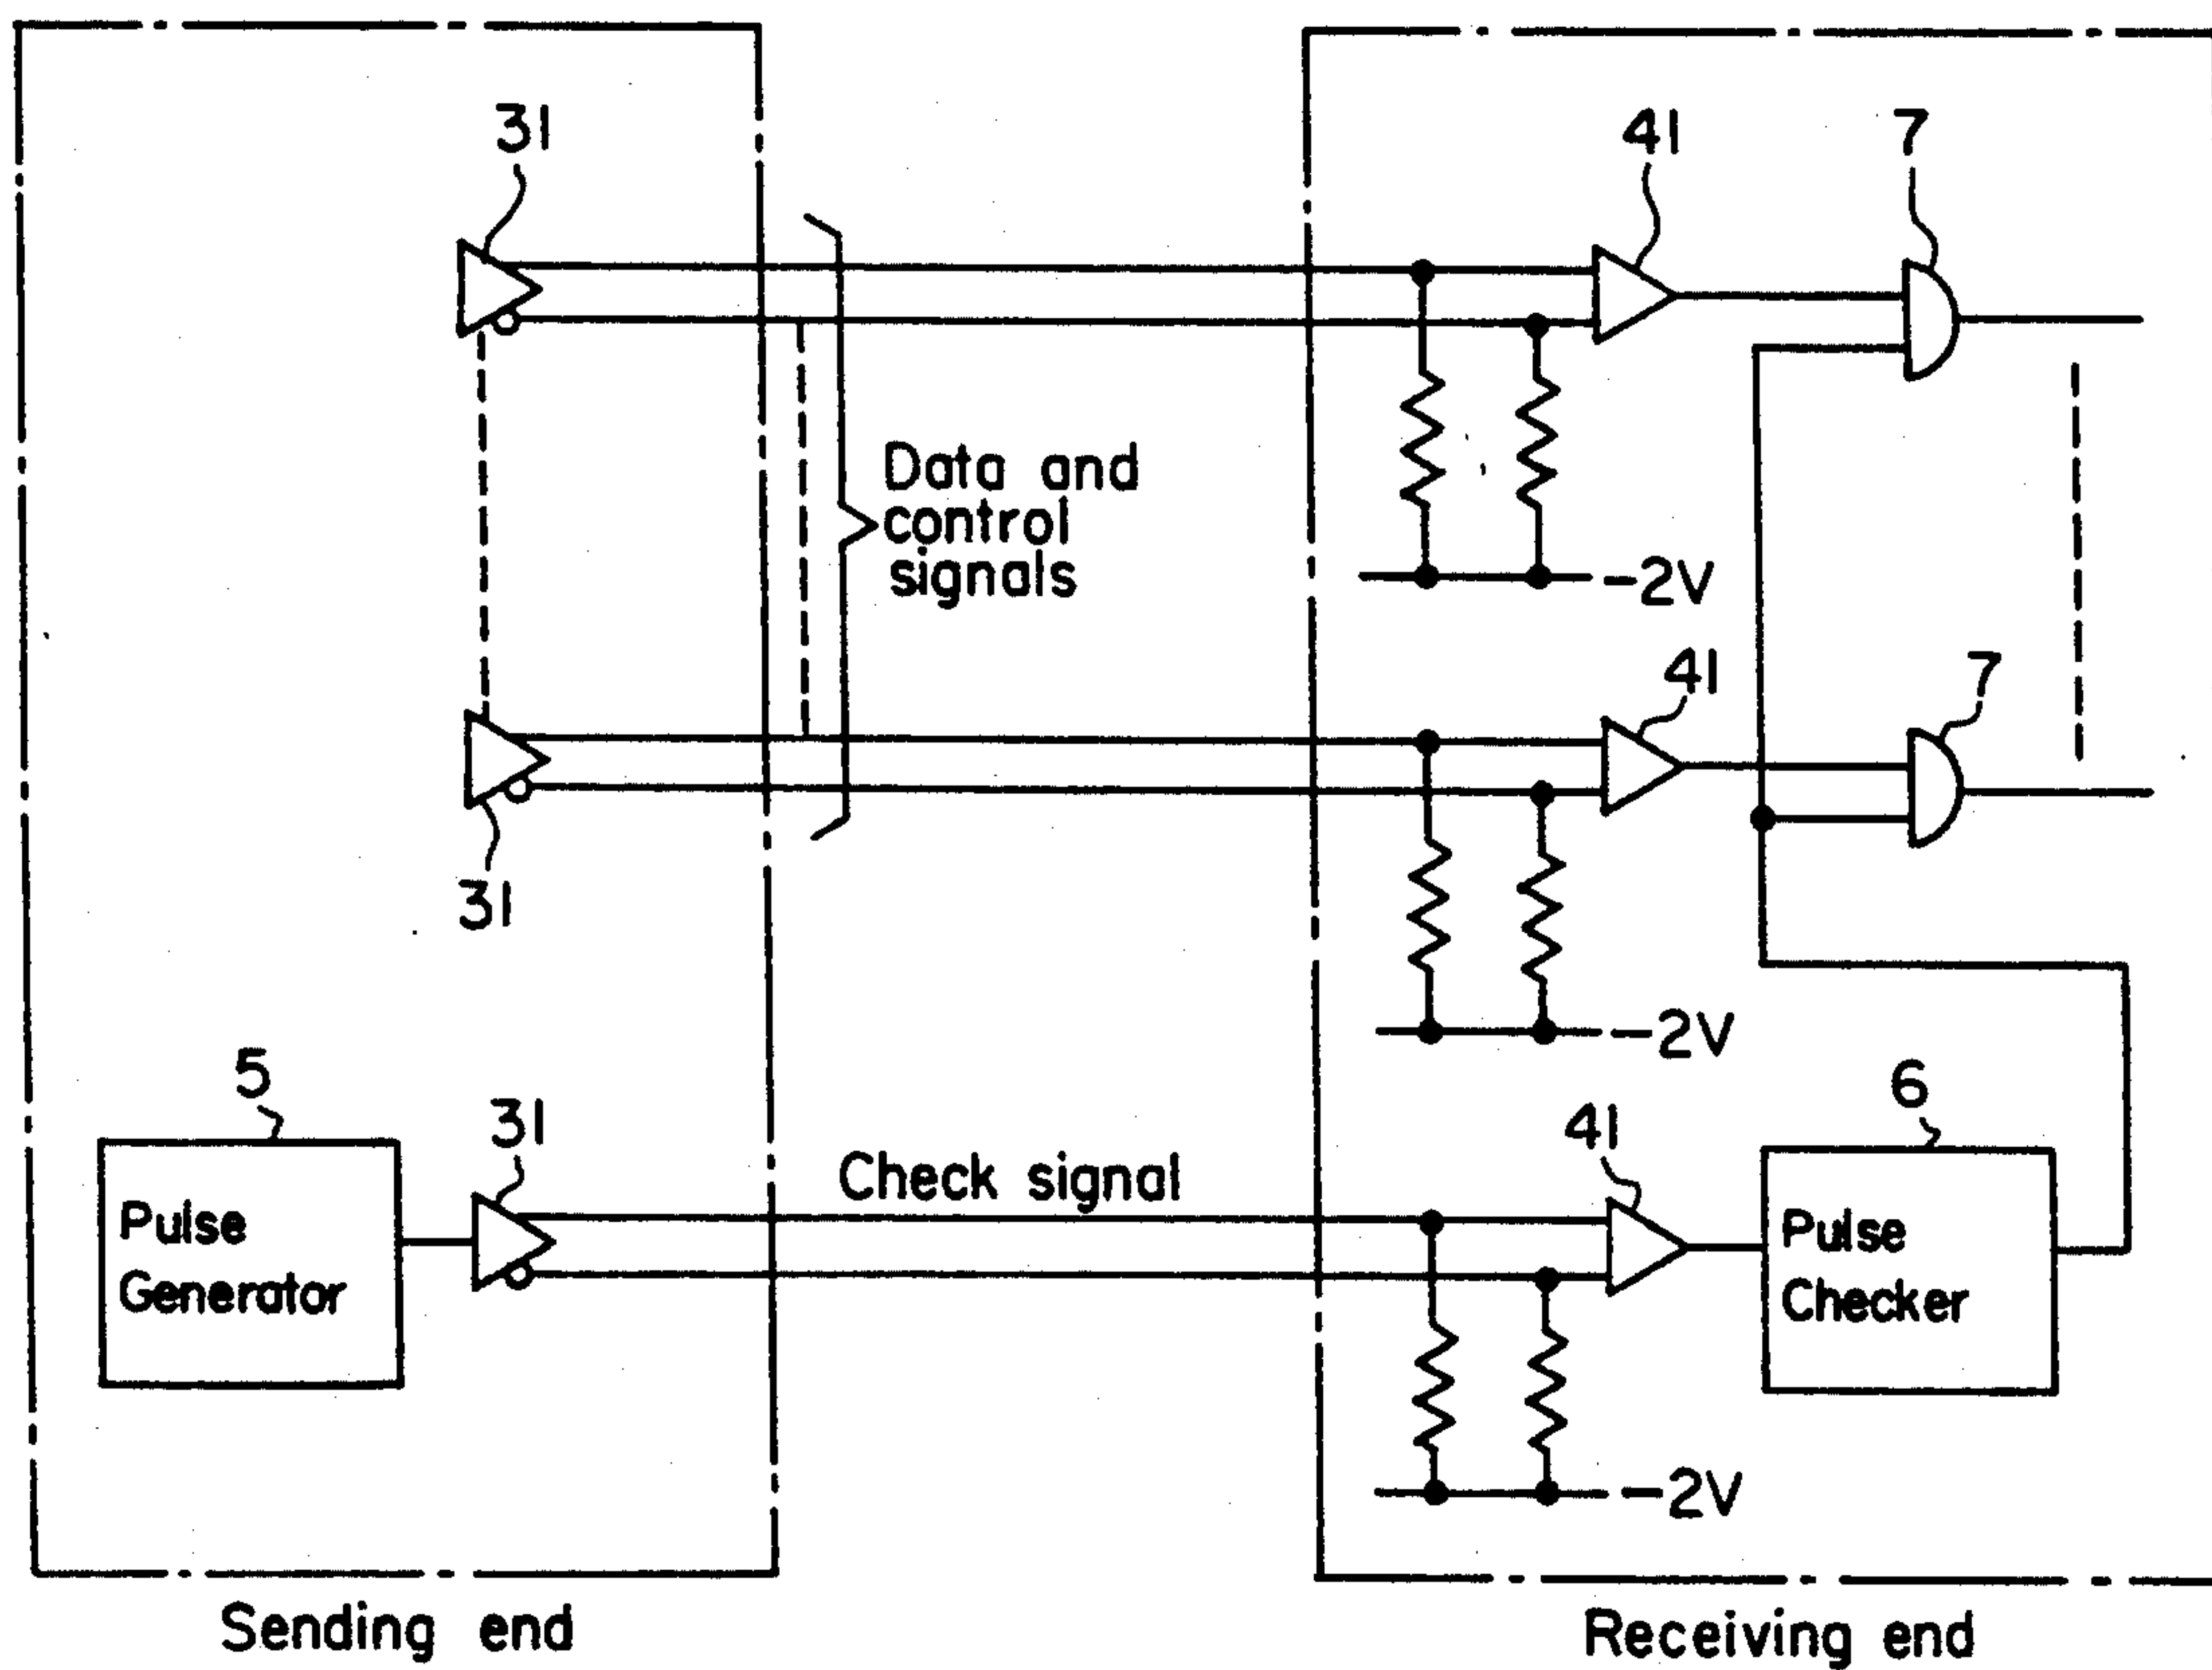 31
41
7
Data and
control
signals
-2V
41
7
31
-2V
5
31
Check signal
41
6
Pulse
Generator
Pulse
Checker
-2V
Sending end
Receiving end